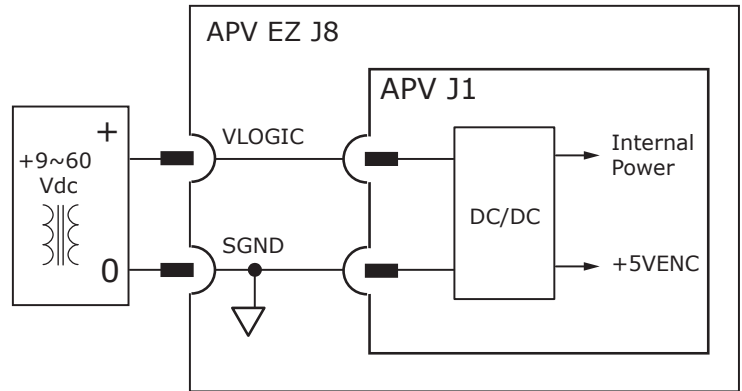 APV EZ J8
APV J1
+
+9~60
Vdc
0
VLOGIC
SGND
DC/DC
Internal
Power
+5VENC